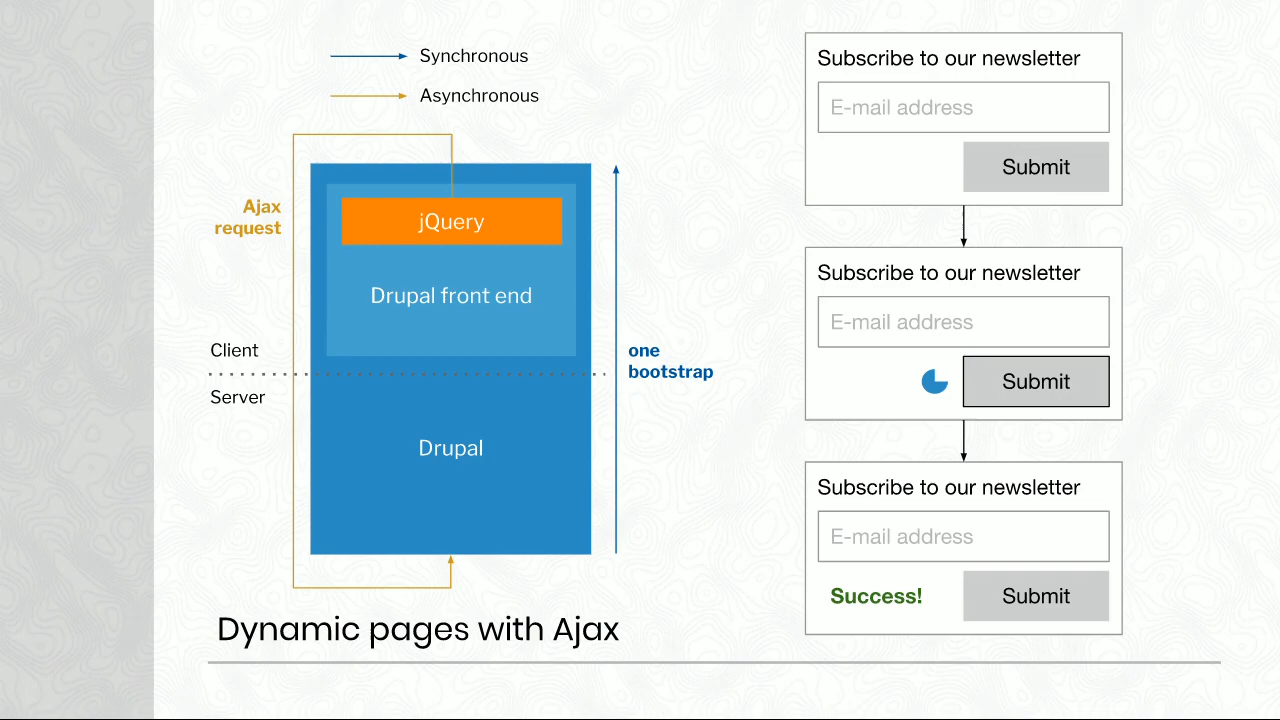 Synchronous
Asynchronous
Ajax
request
jQuery
Drupal front end
Client
Server
one
bootstrap
Drupal
Dynamic pages with Ajax
Subscribe to our newsletter
E-mail address
Submit
Subscribe to our newsletter
E-mail address
Submit
Subscribe to our newsletter
E-mail address
Success!
Submit